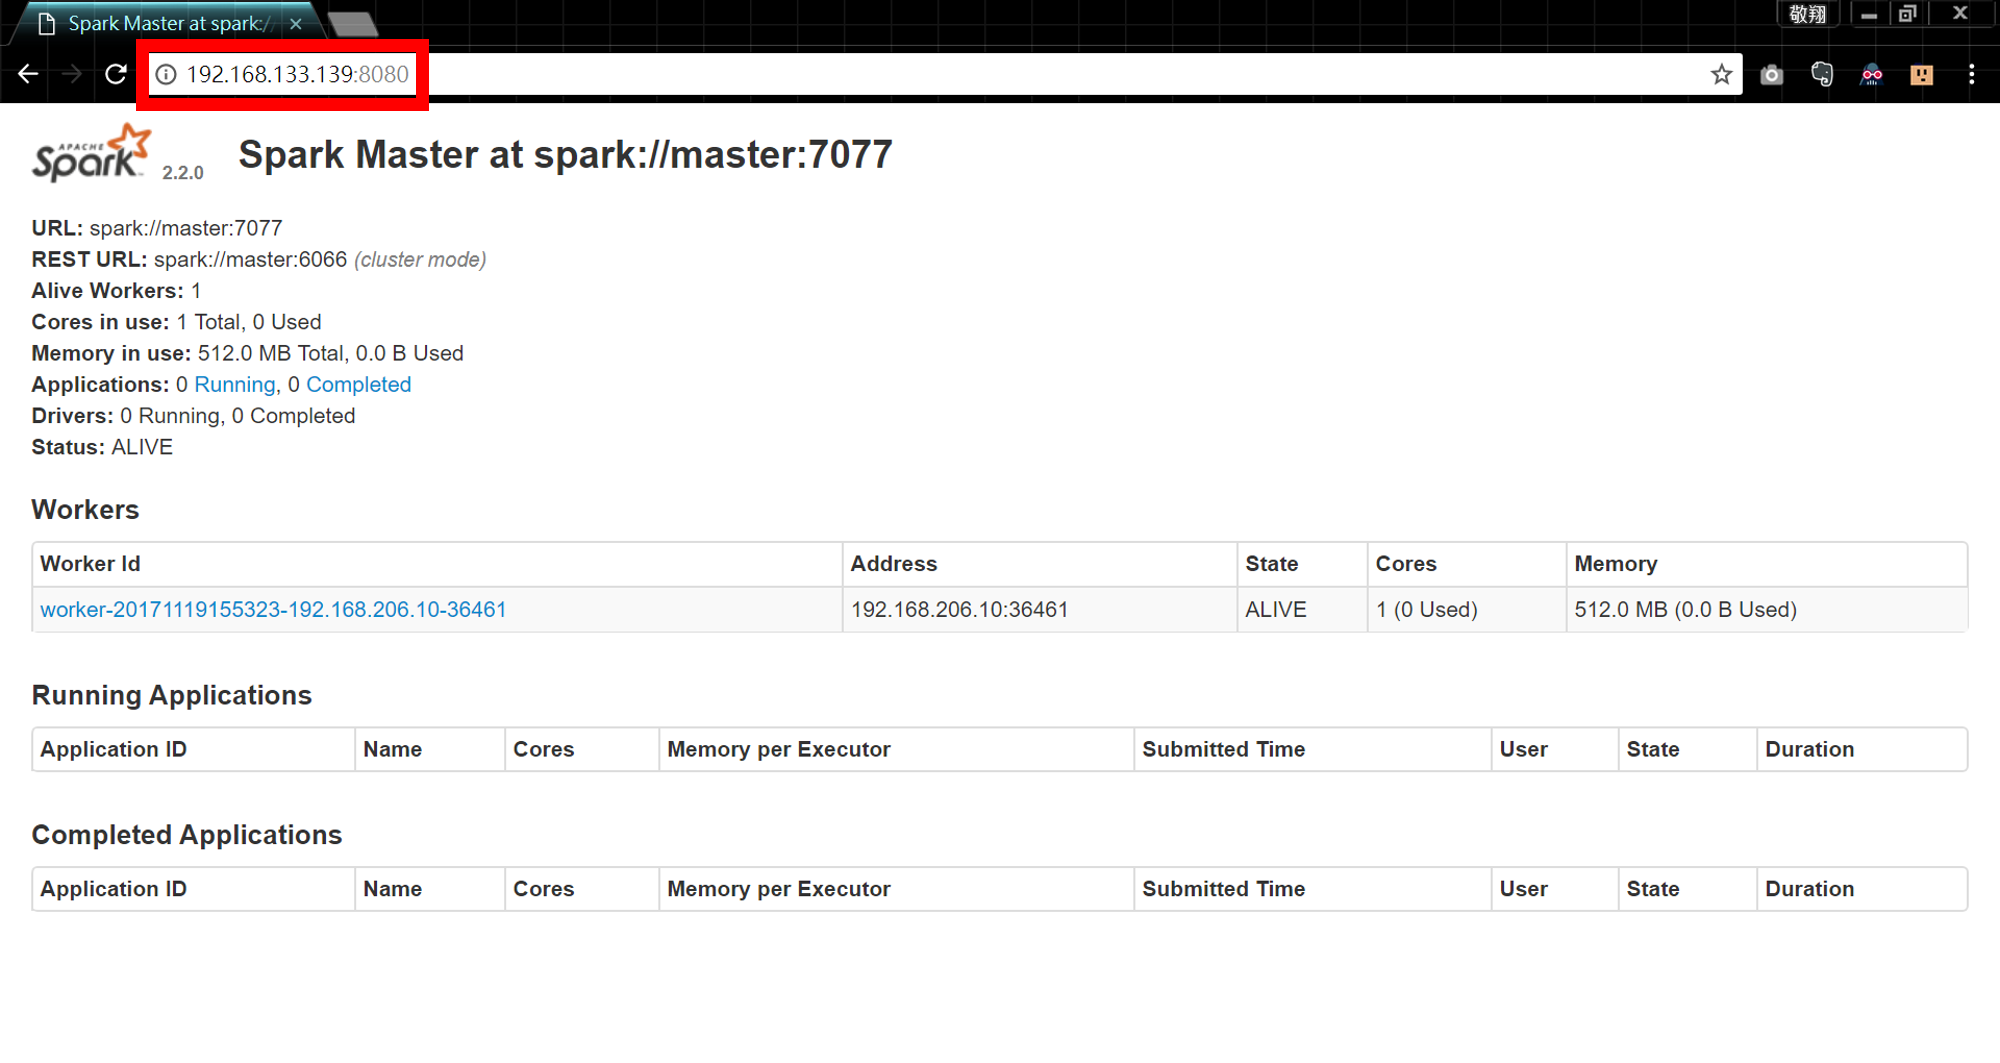 Spark Master at spark:/
敬翔
192.168.133.139:8080
APACHE
Spark 2.2.0
Spark Master at spark://master:7077
URL: spark://master:7077
REST URL: spark://master:6066 (cluster mode)
Alive Workers: 1
Cores in use: 1 Total, 0 Used
Memory in use: 512.0 MB Total, 0.0 B Used
Applications: 0 Running, 0 Completed
Drivers: 0 Running, 0 Completed
Status: ALIVE
Workers
Worker Id Address State Cores Memory
worker-20171119155323-192.168.206.10-36461 192.168.206.10:36461 ALIVE 1 (0 Used) 512.0 MB (0.0 B Used)
Running Applications
Application ID Name Cores Memory per Executor Submitted Time User State Duration
Completed Applications
Application ID Name Cores Memory per Executor Submitted Time User State Duration